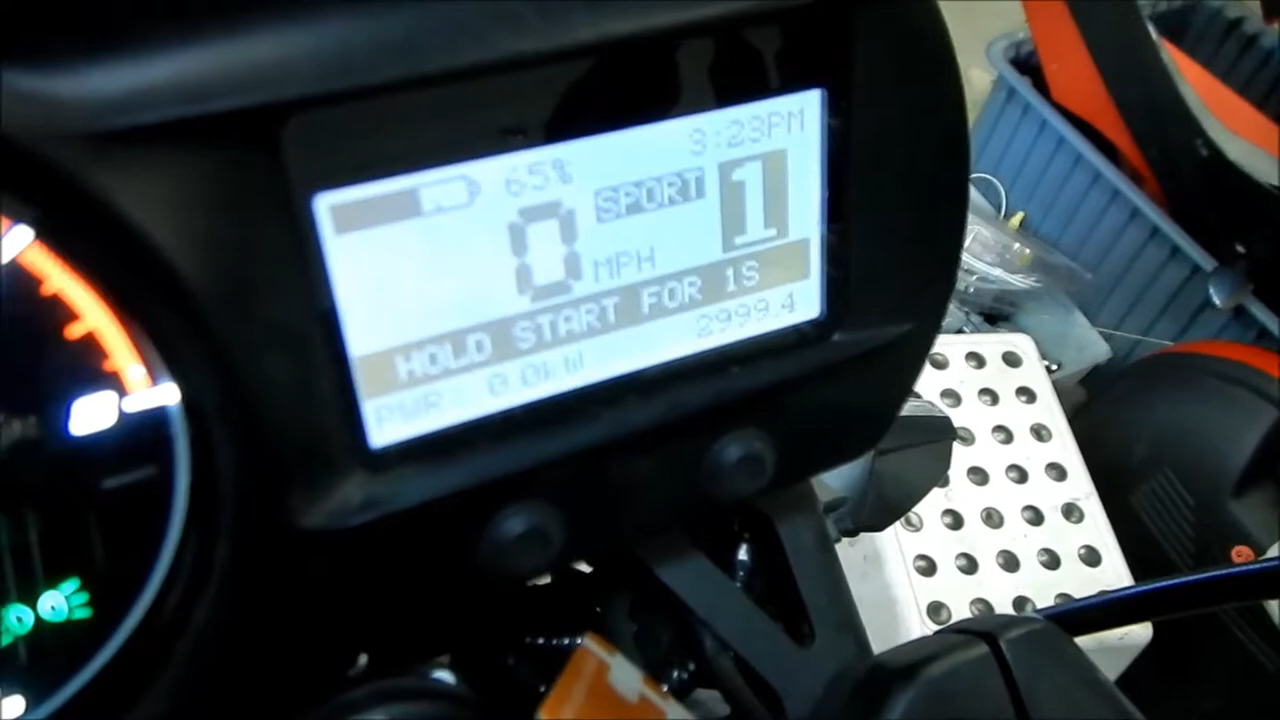 3:23PM
65%
SPORT
1
0
MPH
HOLD START FOR 1S
2999.4
PWR 0.0kW